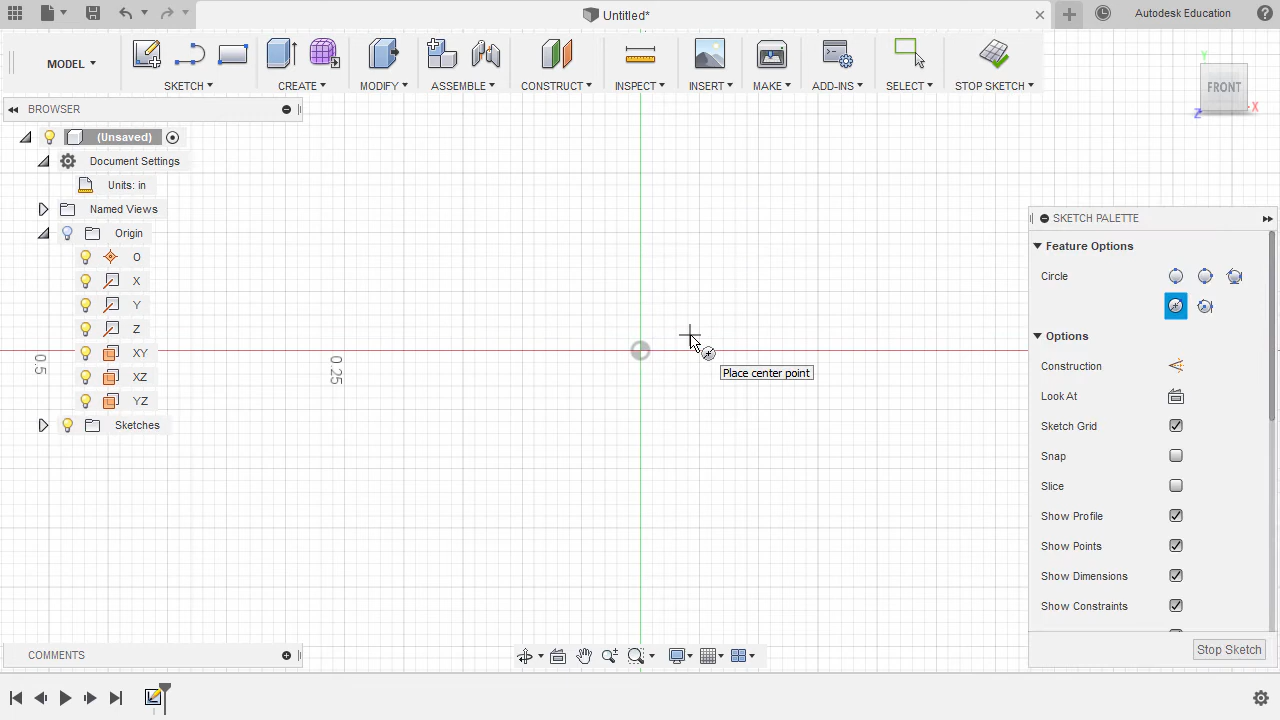 Untitled*
Autodesk Education
MODEL
SKETCH
CREATE
MODIFY
ASSEMBLE
CONSTRUCT
INSPECT
INSERT
MAKE
ADD-INS
SELECT
STOP SKETCH
Y
FRONT
X
Z
BROWSER
(Unsaved)
Document Settings
Units: in
Named Views
Origin
O
X
Y
Z
XY
XZ
YZ
Sketches
0.5
0.25
Place center point
SKETCH PALETTE
Feature Options
Circle
Options
Construction
Look At
Sketch Grid
Snap
Slice
Show Profile
Show Points
Show Dimensions
Show Constraints
Stop Sketch
COMMENTS